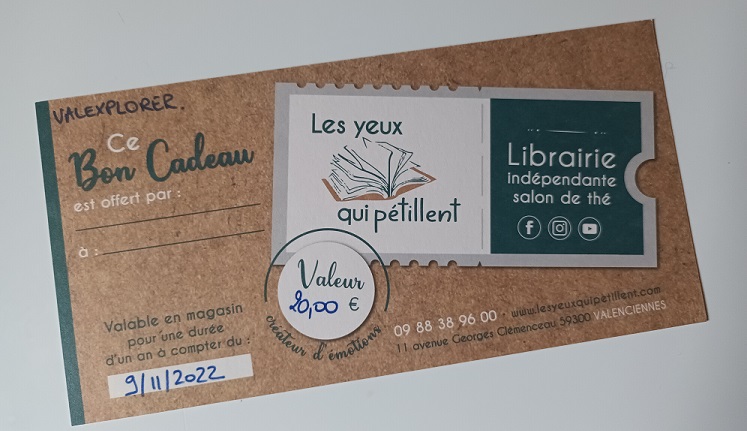 VALEXPLORER.
Ce
Bon Cadeau
est offert par :
à :
Valable en magasin
pour une durée
d'un an à compter du :
9/11/2022
Les yeux
qui pétillent
Librairie
indépendante
salon de thé
Valeur
20,00 €
créateur d'émotions
09 88 38 96 00 · www.lesyeuxquipetillent.com
11 avenue Georges Clémenceau 59300 VALENCIENNES